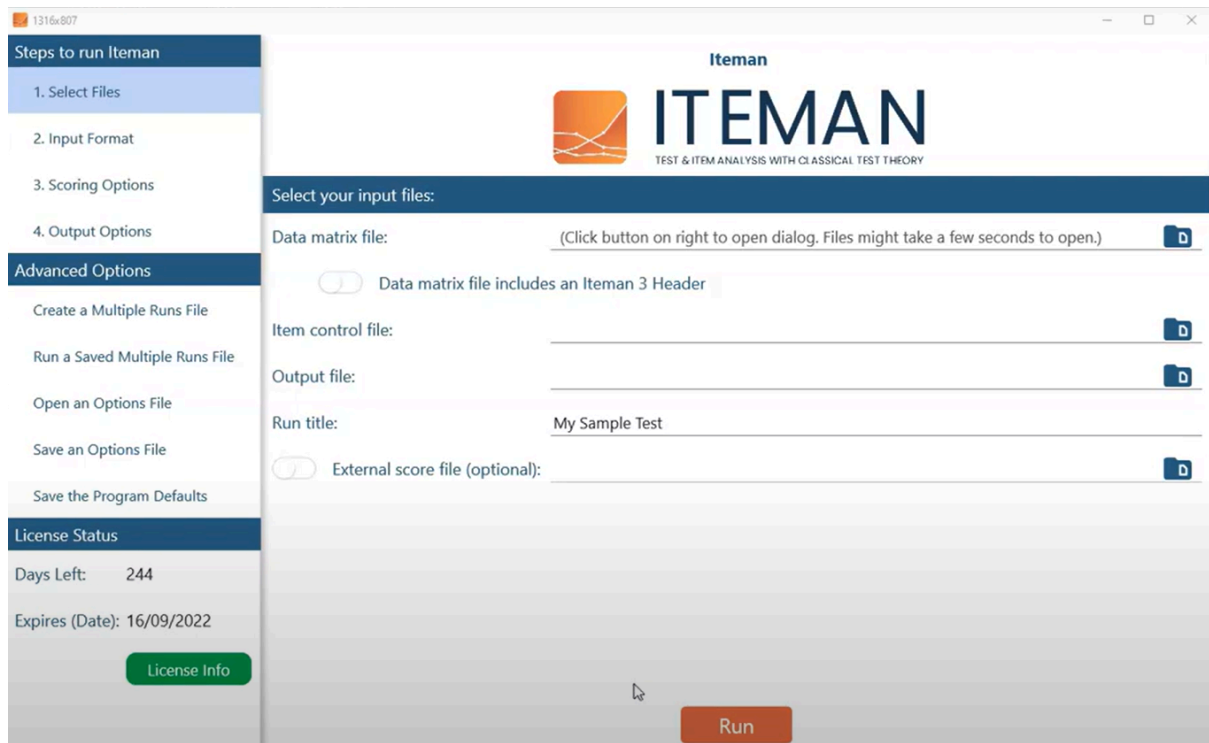 1316x807
Steps to run Iteman
1. Select Files
2. Input Format
3. Scoring Options
4. Output Options
Advanced Options
Create a Multiple Runs File
Run a Saved Multiple Runs File
Open an Options File
Save an Options File
Save the Program Defaults
License Status
Days Left: 244
Expires (Date): 16/09/2022
License Info
Iteman
ITEMAN
TEST & ITEM ANALYSIS WITH CLASSICAL TEST THEORY
Select your input files:
Data matrix file: (Click button on right to open dialog. Files might take a few seconds to open.)
Data matrix file includes an Iteman 3 Header
Item control file:
Output file:
Run title: My Sample Test
External score file (optional):
Run